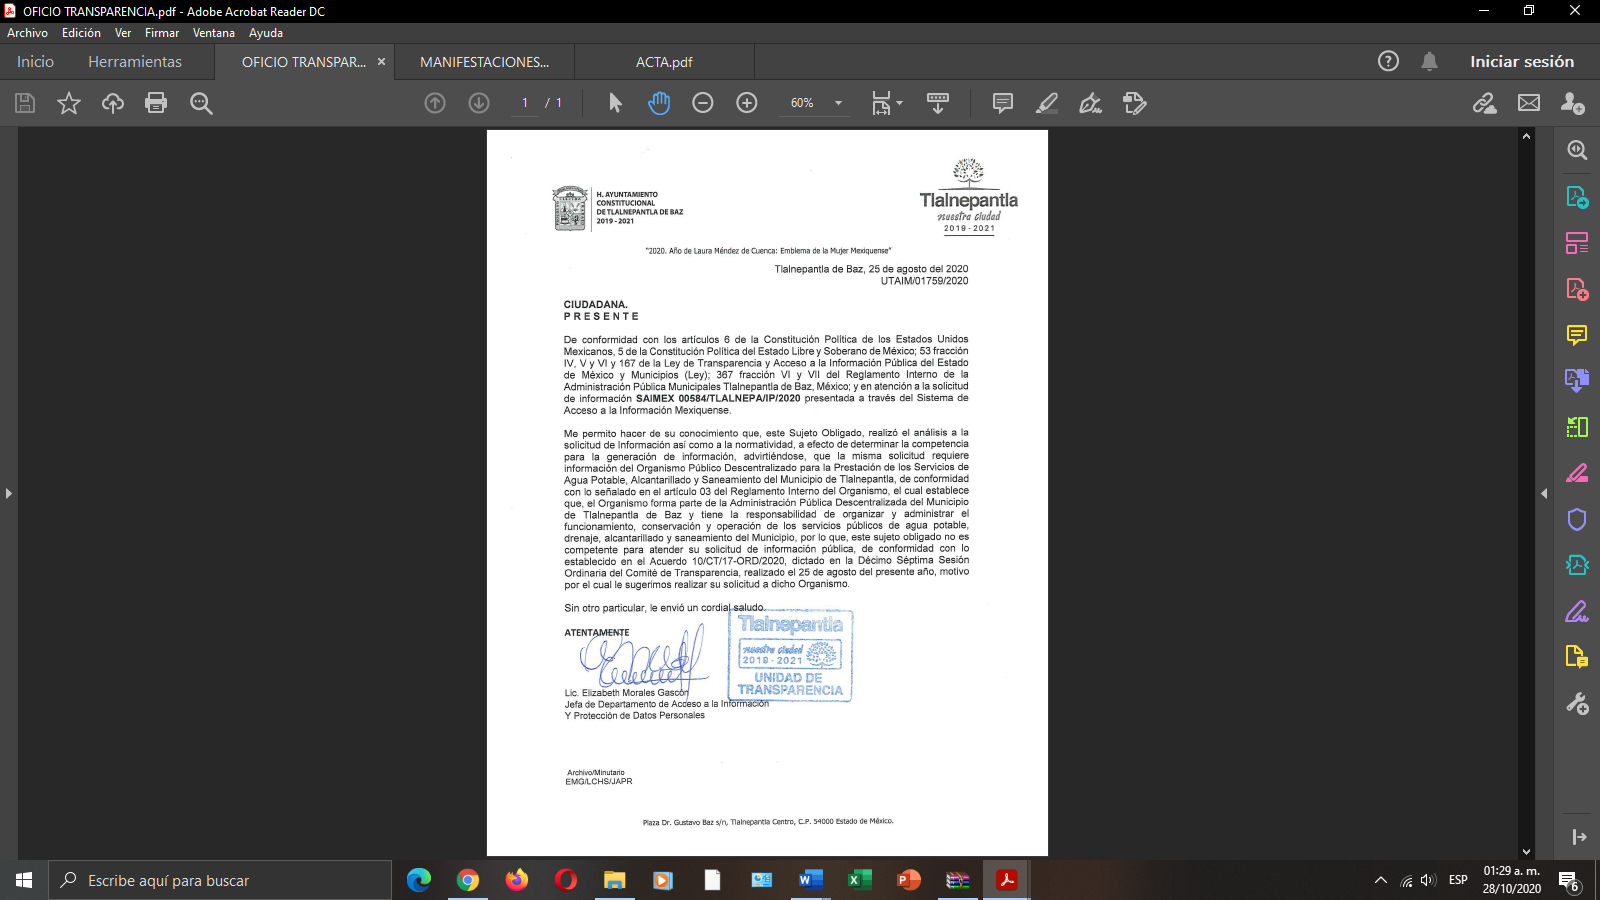 OFICIO TRANSPARENCIA.pdf - Adobe Acrobat Reader DC
Archivo Edición Ver Firmar Ventana Ayuda
Inicio Herramientas OFICIO TRANSPAR... × MANIFESTACIONES... ACTA.pdf Iniciar sesión
1 / 1 60%
H. AYUNTAMIENTO
CONSTITUCIONAL
DE TLALNEPANTLA DE BAZ
2019 - 2021
Tlalnepantla
nuestra ciudad
2019 - 2021
"2020. Año de Laura Méndez de Cuenca: Emblema de la Mujer Mexiquense"
Tlalnepantla de Baz, 25 de agosto del 2020
UTAIM/01759/2020
CIUDADANA.
P R E S E N T E
De conformidad con los artículos 6 de la Constitución Política de los Estados Unidos
Mexicanos, 5 de la Constitución Política del Estado Libre y Soberano de México; 53 fracción
IV, V y VI y 167 de la Ley de Transparencia y Acceso a la Información Pública del Estado
de México y Municipios (Ley); 367 fracción VI y VII del Reglamento Interno de la
Administración Pública Municipales Tlalnepantla de Baz, México; y en atención a la solicitud
de información SAIMEX 00584/TLALNEPA/IP/2020 presentada a través del Sistema de
Acceso a la Información Mexiquense.
Me permito hacer de su conocimiento que, este Sujeto Obligado, realizó el análisis a la
solicitud de Información así como a la normatividad, a efecto de determinar la competencia
para la generación de información, advirtiéndose, que la misma solicitud requiere
información del Organismo Público Descentralizado para la Prestación de los Servicios de
Agua Potable, Alcantarillado y Saneamiento del Municipio de Tlalnepantla, de conformidad
con lo señalado en el artículo 03 del Reglamento Interno del Organismo, el cual establece
que, el Organismo forma parte de la Administración Pública Descentralizada del Municipio
de Tlalnepantla de Baz y tiene la responsabilidad de organizar y administrar el
funcionamiento, conservación y operación de los servicios públicos de agua potable,
drenaje, alcantarillado y saneamiento del Municipio, por lo que, este sujeto obligado no es
competente para atender su solicitud de información pública, de conformidad con lo
establecido en el Acuerdo 10/CT/17-ORD/2020, dictado en la Décimo Séptima Sesión
Ordinaria del Comité de Transparencia, realizado el 25 de agosto del presente año, motivo
por el cual le sugerimos realizar su solicitud a dicho Organismo.
Sin otro particular, le envió un cordial saludo.
ATENTAMENTE
Tlalnepantla
nuestra ciudad
2019 - 2021
UNIDAD DE
TRANSPARENCIA
Lic. Elizabeth Morales Gascón
Jefa de Departamento de Acceso a la Información
Y Protección de Datos Personales
Archivo/Minutario
EMG/LCHS/JAPR
Plaza Dr. Gustavo Baz s/n, Tlalnepantla Centro, C.P. 54000 Estado de México.
Escribe aquí para buscar
ESP
01:29 a. m.
28/10/2020
6